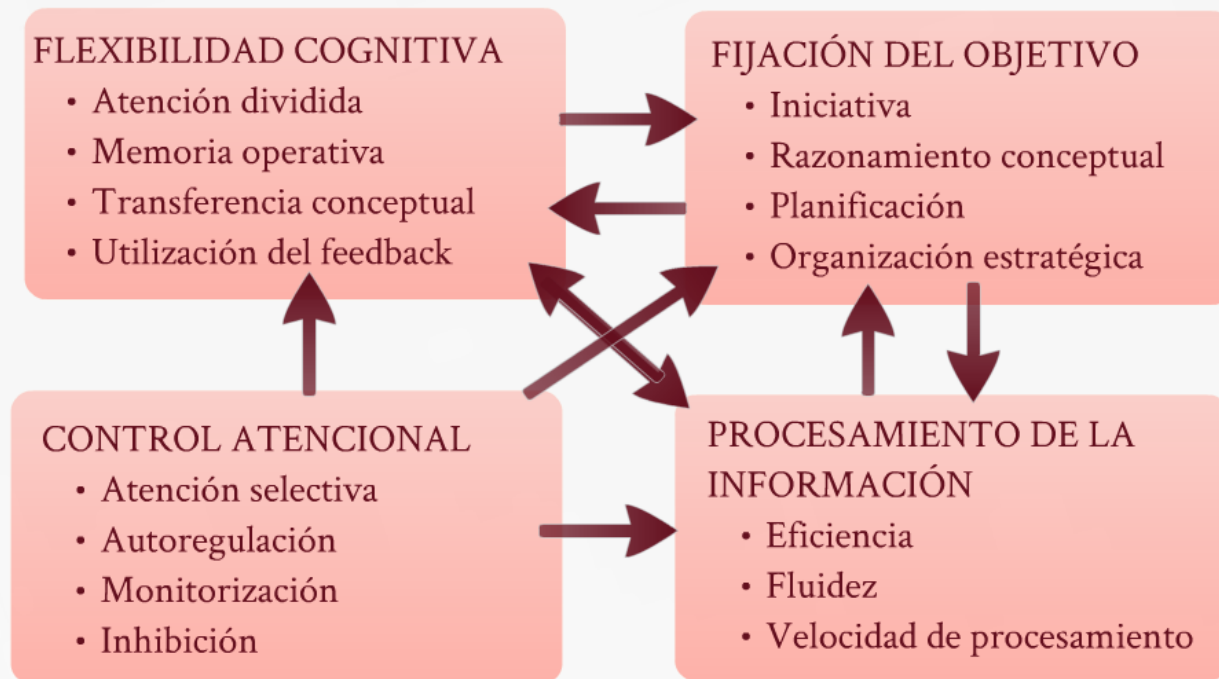 FLEXIBILIDAD COGNITIVA
• Atención dividida
• Memoria operativa
• Transferencia conceptual
• Utilización del feedback
FIJACIÓN DEL OBJETIVO
• Iniciativa
• Razonamiento conceptual
• Planificación
• Organización estratégica
CONTROL ATENCIONAL
• Atención selectiva
• Autoregulación
• Monitorización
• Inhibición
PROCESAMIENTO DE LA
INFORMACIÓN
• Eficiencia
• Fluidez
• Velocidad de procesamiento